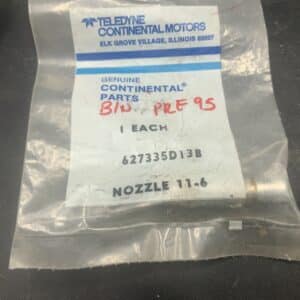 TELEDYNE
CONTINENTAL MOTORS
ELK GROVE VILLAGE, ILLINOIS 60007
GENUINE
CONTINENTAL®
PARTS
B/N PRE 95
1 EACH
627335D13B
NOZZLE 11-6